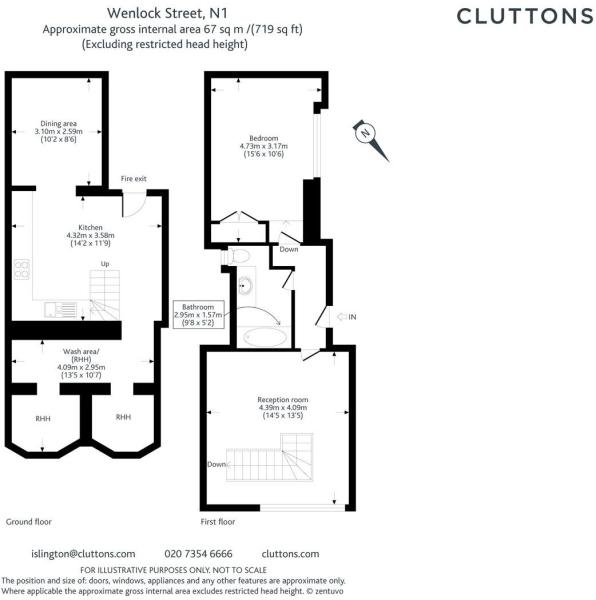 Wenlock Street, N1
Approximate gross internal area 67 sq m /(719 sq ft)
(Excluding restricted head height)
CLUTTONS
Dining area
3.10m x 2.59m
(10'2 x 8'6)
Fire exit
Kitchen
4.32m x 3.58m
(14'2 x 11'9)
Up
Wash area/
(RHH)
4.09m x 2.95m
(13'5 x 10'7)
RHH
RHH
Ground floor
Bedroom
4.73m x 3.17m
(15'6 x 10'6)
N
Down
Bathroom
2.95m x 1.57m
(9'8 x 5'2)
IN
Reception room
4.39m x 4.09m
(14'5 x 13'5)
Down
First floor
islington@cluttons.com 020 7354 6666 cluttons.com
FOR ILLUSTRATIVE PURPOSES ONLY, NOT TO SCALE
The position and size of: doors, windows, appliances and any other features are approximate only.
Where applicable the approximate gross internal area excludes restricted head height. © zentuvo